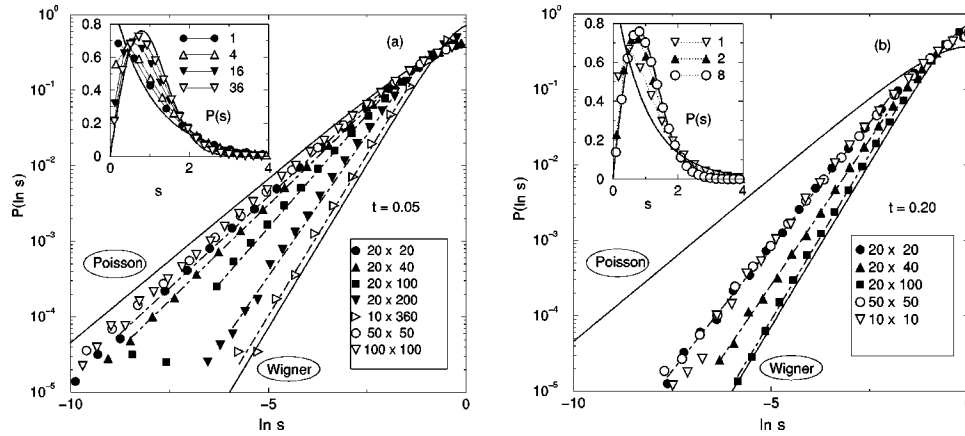 (a)
0.8
0.6
0.4
0.2
0
0 2 4
s
1
4
16
36
P(s)
10^0
10^-1
10^-2
10^-3
10^-4
10^-5
P(ln s)
t = 0.05
Poisson
Wigner
20 x 20
20 x 40
20 x 100
20 x 200
10 x 360
50 x 50
100 x 100
-10 -5 0
ln s
(b)
0.8
0.6
0.4
0.2
0
0 2 4
s
1
2
8
P(s)
10^0
10^-1
10^-2
10^-3
10^-4
10^-5
P(ln s)
t = 0.20
Poisson
Wigner
20 x 20
20 x 40
20 x 100
50 x 50
10 x 10
-10 -5
ln s